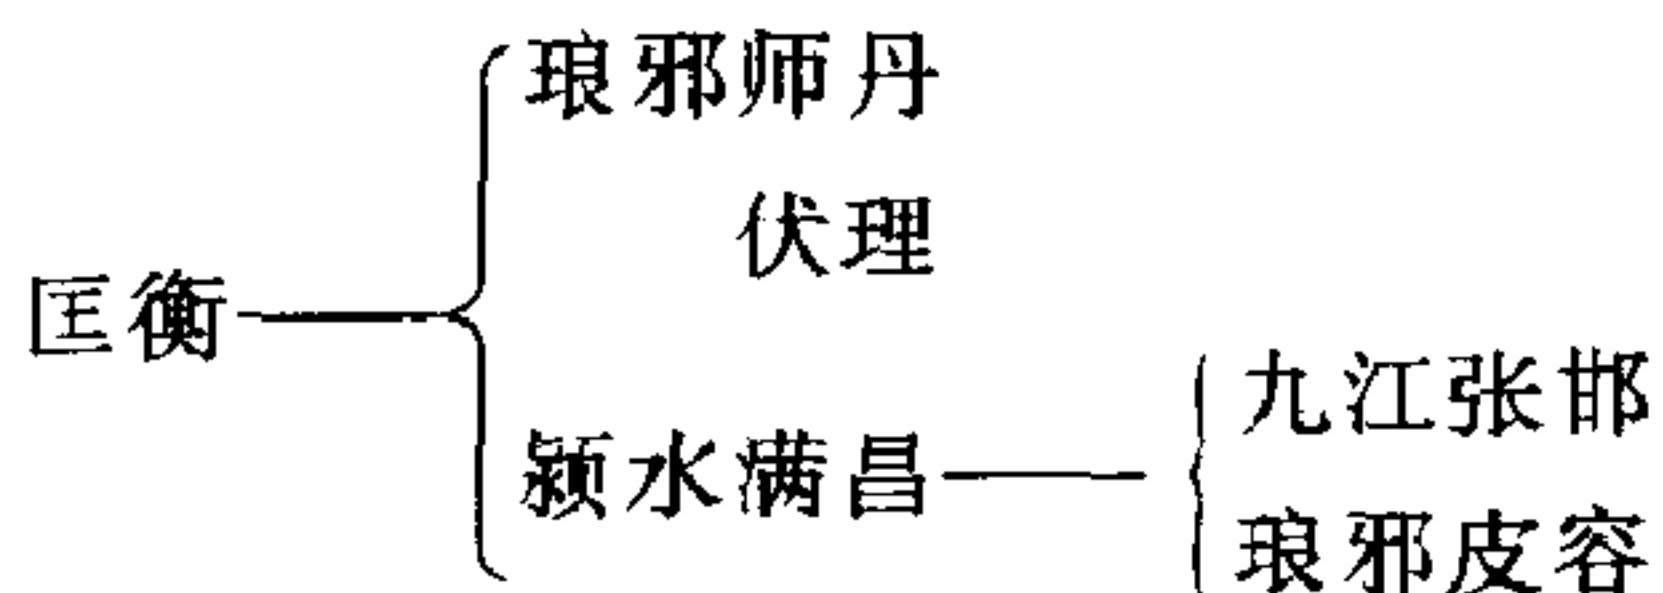 琅邪师丹
伏理
匡衡
九江张邯
颍水满昌
琅邪皮容